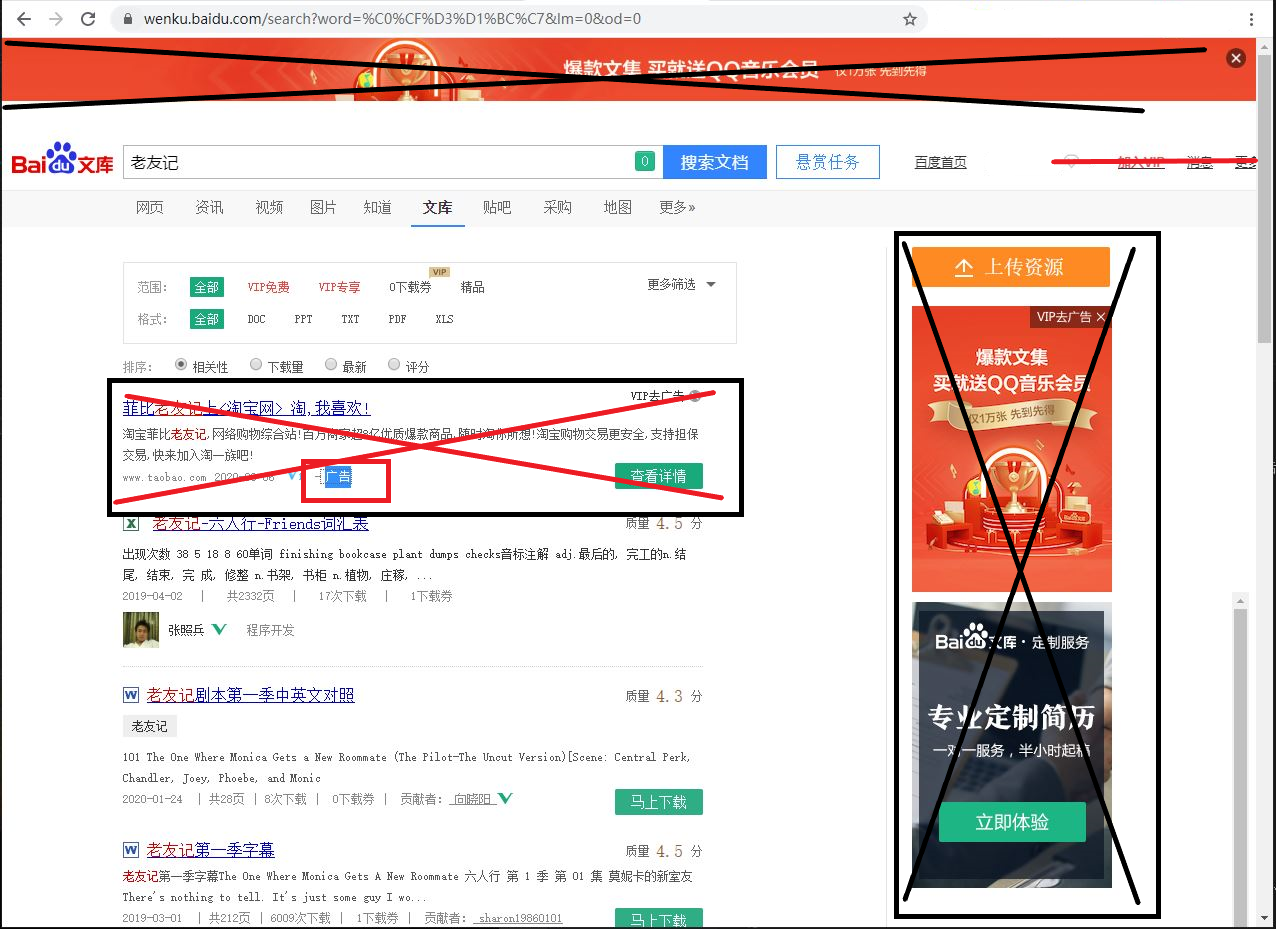 wenku.baidu.com/search?word=%C0%CF%D3%D1%BC%C7&lm=0&od=0
爆款文集 买就送QQ音乐会员 仅1万张 先到先得
Bai du 文库 老友记 0 搜索文档 悬赏任务 百度首页 加入VIP 消息 更多
网页 资讯 视频 图片 知道 文库 贴吧 采购 地图 更多»
VIP
范围: 全部 VIP免费 VIP专享 0下载券 精品 更多筛选
格式: 全部 DOC PPT TXT PDF XLS
排序: 相关性 下载量 最新 评分
VIP去广告
菲比老友记上<淘宝网> 淘,我喜欢!
淘宝菲比老友记,网络购物综合站!百万商家超8亿优质爆款商品,随时淘你所想!淘宝购物交易更安全,支持担保
交易,快来加入淘一族吧!
www.taobao.com 广告 查看详情
老友记-六人行-Friends词汇表 质量 4.5 分
出现次数 38 5 18 8 60单词 finishing bookcase plant dumps checks音标注解 adj.最后的, 完工的n.结
尾, 结束, 完 成, 修整 n.书架, 书柜 n.植物, 庄稼, ...
2019-04-02 | 共2332页 | 17次下载 | 1下载券
张照兵 程序开发
老友记剧本第一季中英文对照 质量 4.3 分
老友记
101 The One Where Monica Gets a New Roommate (The Pilot-The Uncut Version)[Scene: Central Perk,
Chandler, Joey, Phoebe, and Monic
2020-01-24 | 共28页 | 8次下载 | 0下载券 | 贡献者: 向晓阳
马上下载
老友记第一季字幕 质量 4.5 分
老友记第一季字幕The One Where Monica Gets A New Roommate 六人行 第 1 季 第 01 集 莫妮卡的新室友
There's nothing to tell. It's just some guy I wo...
2019-03-01 | 共212页 | 6009次下载 | 1下载券 | 贡献者: sharon19860101
马上下载
上传资源
VIP去广告
爆款文集
买就送QQ音乐会员
仅1万张 先到先得
Bai du 文库·定制服务
专业定制简历
一对一服务，半小时起稿
立即体验